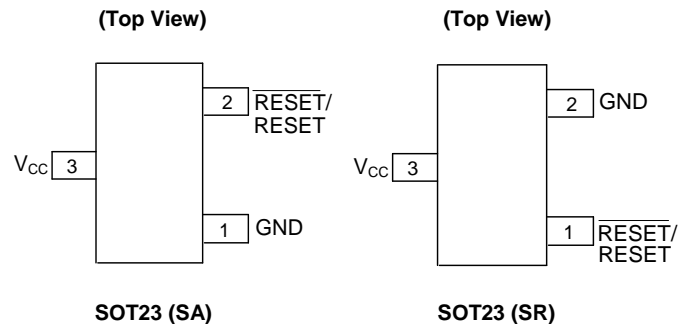 (Top View)
2 RESET/
RESET
VCC 3
1 GND
SOT23 (SA)
(Top View)
2 GND
VCC 3
1 RESET/
RESET
SOT23 (SR)